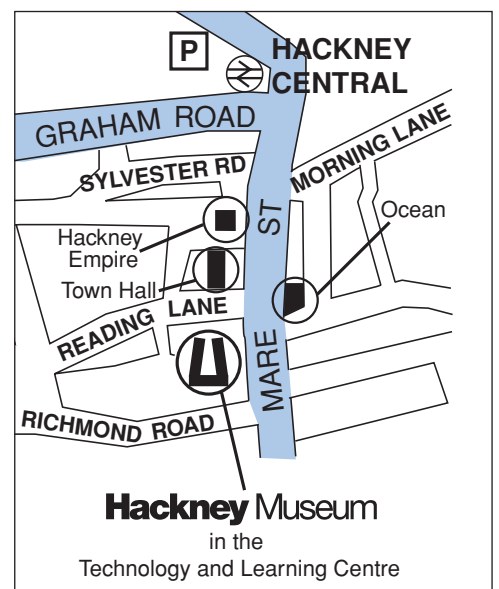 P
HACKNEY
CENTRAL
GRAHAM ROAD
MORNING LANE
SYLVESTER RD
Ocean
ST
Hackney
Empire
Town Hall
READING LANE
MARE
RICHMOND ROAD
Hackney Museum
in the
Technology and Learning Centre